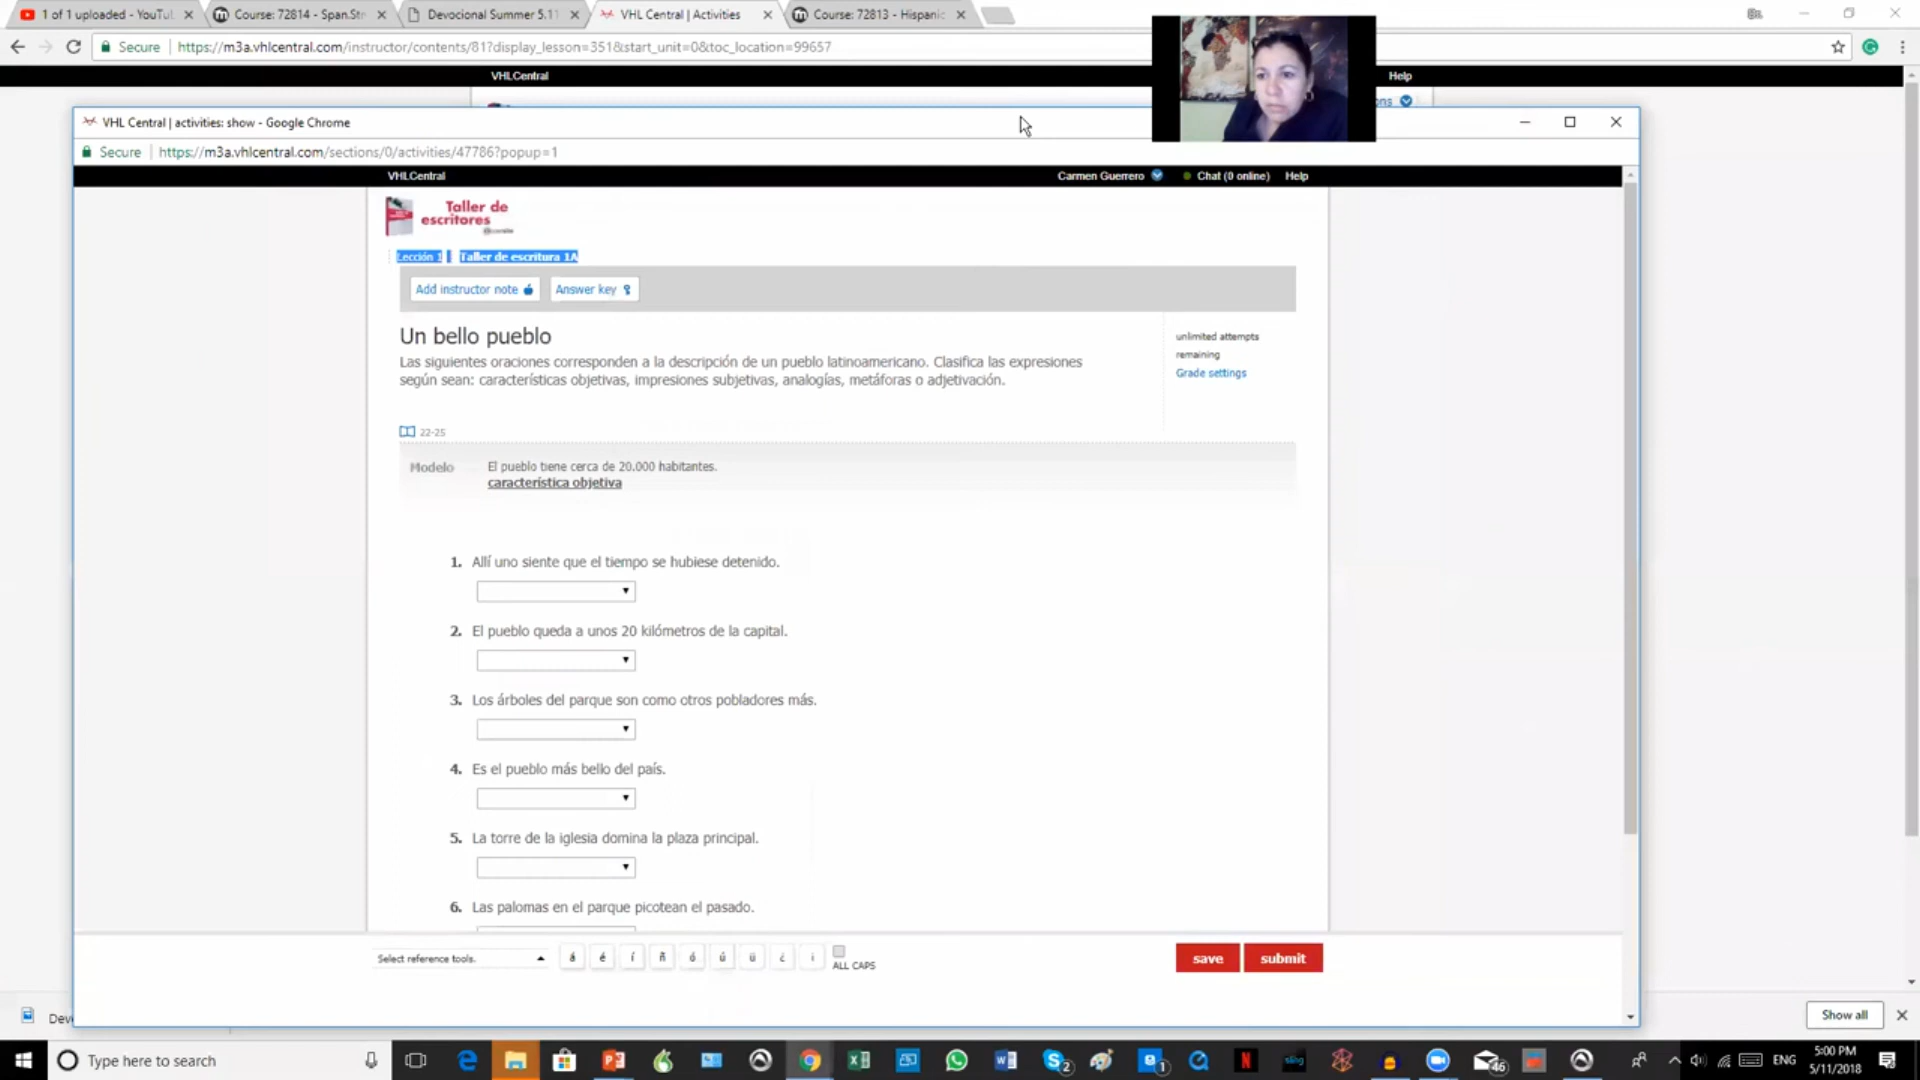 1 of 1 uploaded - YouTu
Course: 72814 - Span.Str
Devocional Summer 5.11
VHL Central | Activities
Course: 72813 - Hispanic
Secure
https://m3a.vhlcentral.com/instructor/contents/81?display_lesson=351&start_unit=0&toc_location=99657
VHLCentral
Help
ons
VHL Central | activities: show - Google Chrome
Secure
https://m3a.vhlcentral.com/sections/0/activities/47786?popup=1
VHLCentral
Carmen Guerrero
Chat (0 online)
Help
Taller de
escritores
Lección 1 | Taller de escritura 1A
Add instructor note
Answer key
Un bello pueblo
unlimited attempts
remaining
Grade settings
Las siguientes oraciones corresponden a la descripción de un pueblo latinoamericano. Clasifica las expresiones
según sean: características objetivas, impresiones subjetivas, analogías, metáforas o adjetivación.
22-25
Modelo
El pueblo tiene cerca de 20.000 habitantes.
característica objetiva
1. Allí uno siente que el tiempo se hubiese detenido.
2. El pueblo queda a unos 20 kilómetros de la capital.
3. Los árboles del parque son como otros pobladores más.
4. Es el pueblo más bello del país.
5. La torre de la iglesia domina la plaza principal.
6. Las palomas en el parque picotean el pasado.
Select reference tools.
á é í ñ ó ú ü ¿ ¡
ALL CAPS
save
submit
Dev
Show all
Type here to search
sling
2
1
46
ENG
5:00 PM
5/11/2018